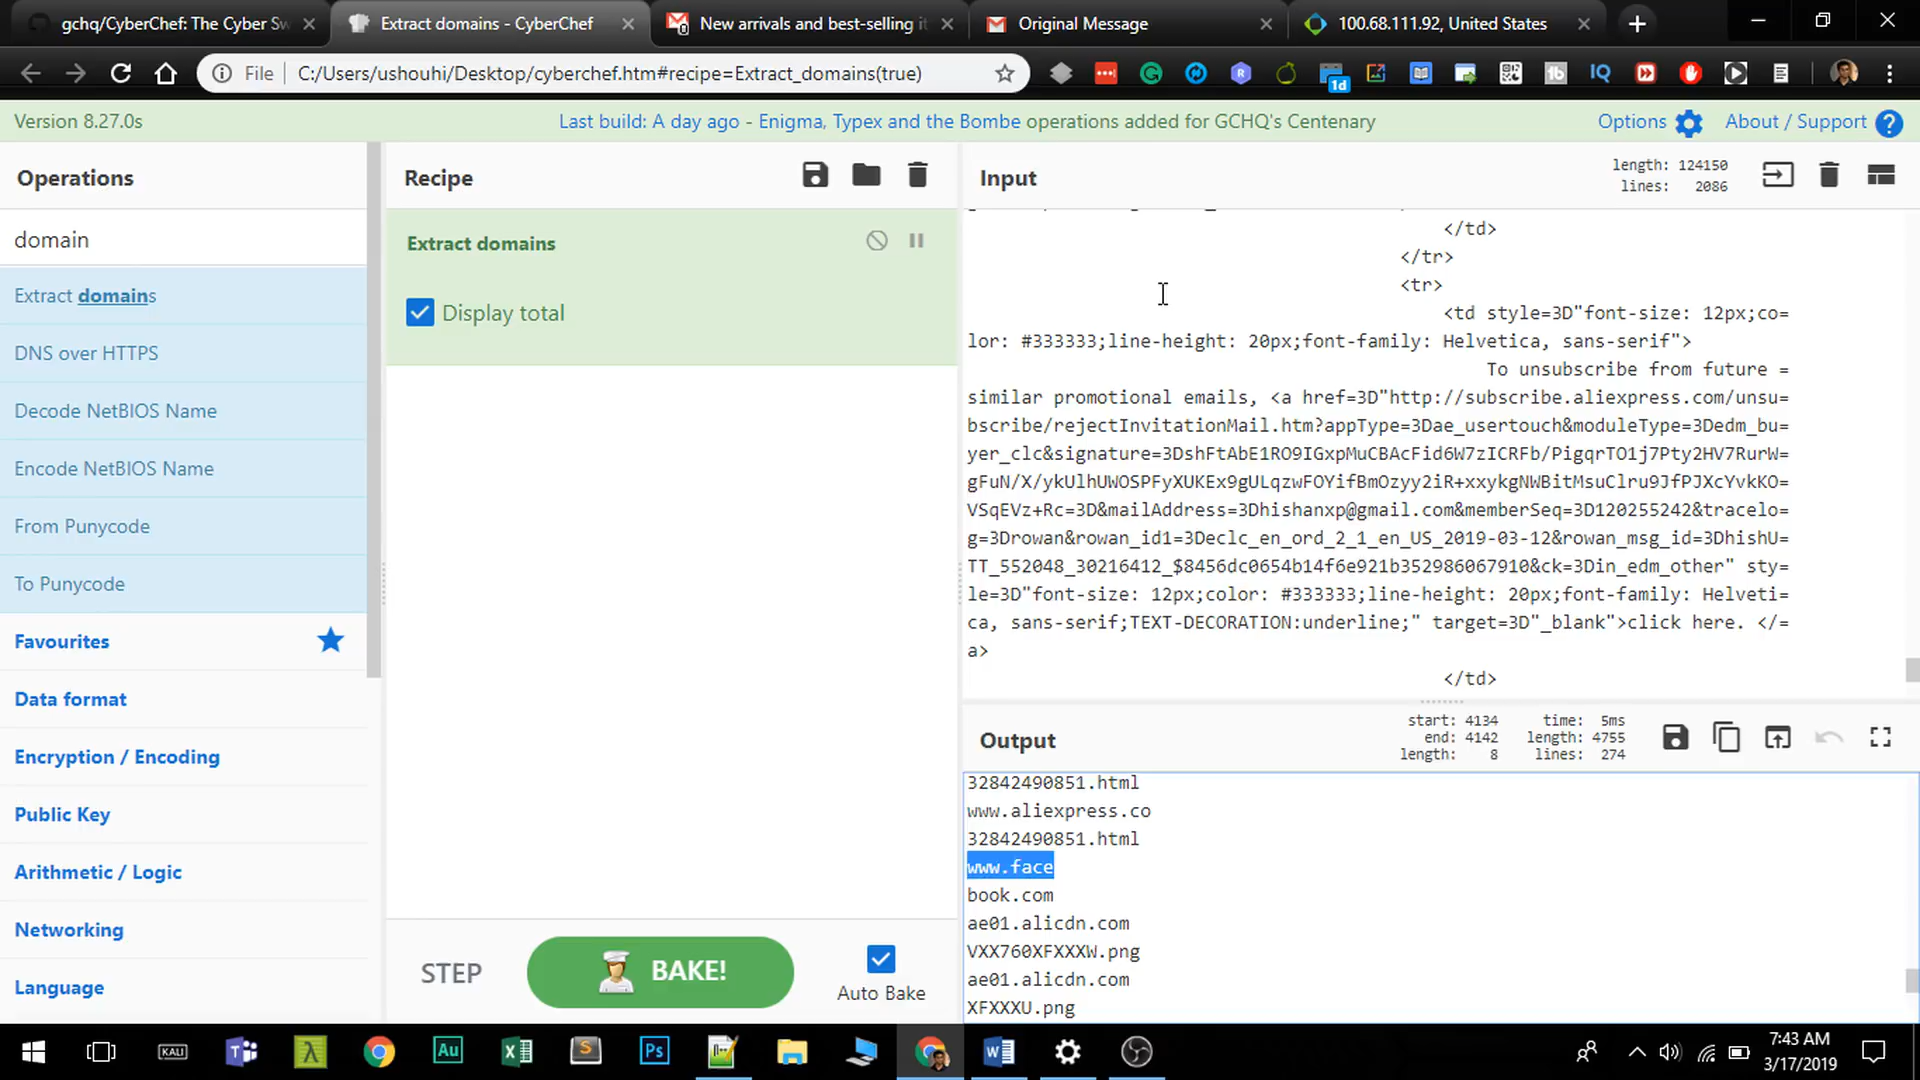 gchq/CyberChef: The Cyber Sw
Extract domains - CyberChef
New arrivals and best-selling it
Original Message
100.68.111.92, United States
File
C:/Users/ushouhi/Desktop/cyberchef.htm#recipe=Extract_domains(true)
1d
Version 8.27.0s
Last build: A day ago - Enigma, Typex and the Bombe operations added for GCHQ's Centenary
Options
About / Support
Operations
domain
Extract domains
DNS over HTTPS
Decode NetBIOS Name
Encode NetBIOS Name
From Punycode
To Punycode
Favourites
Data format
Encryption / Encoding
Public Key
Arithmetic / Logic
Networking
Language
Recipe
Extract domains
Display total
STEP
BAKE!
Auto Bake
Input
length: 124150
lines: 2086
</td>
</tr>
<tr>
<td style=3D"font-size: 12px;co=
lor: #333333;line-height: 20px;font-family: Helvetica, sans-serif">
To unsubscribe from future =
similar promotional emails, <a href=3D"http://subscribe.aliexpress.com/unsu=
bscribe/rejectInvitationMail.htm?appType=3Dae_usertouch&moduleType=3Dedm_bu=
yer_clc&signature=3DshFtAbE1RO9IGxpMuCBAcFid6W7zICRFb/PigqrTO1j7Pty2HV7RurW=
gFuN/X/ykUlhUWOSPFyXUKEx9gULqzwFOYifBmOzyy2iR+xxykgNWBitMsuClru9JfPJXcYvkKO=
VSqEVz+Rc=3D&mailAddress=3Dhishanxp@gmail.com&memberSeq=3D120255242&tracelo=
g=3Drowan&rowan_id1=3Declc_en_ord_2_1_en_US_2019-03-12&rowan_msg_id=3DhishU=
TT_552048_30216412_$8456dc0654b14f6e921b352986067910&ck=3Din_edm_other" sty=
le=3D"font-size: 12px;color: #333333;line-height: 20px;font-family: Helveti=
ca, sans-serif;TEXT-DECORATION:underline;" target=3D"_blank">click here. </=
a>
</td>
Output
start: 4134
end: 4142
length: 8
time: 5ms
length: 4755
lines: 274
32842490851.html
www.aliexpress.co
32842490851.html
www.face
book.com
ae01.alicdn.com
VXX760XFXXXW.png
ae01.alicdn.com
XFXXXU.png
KALI
7:43 AM
3/17/2019